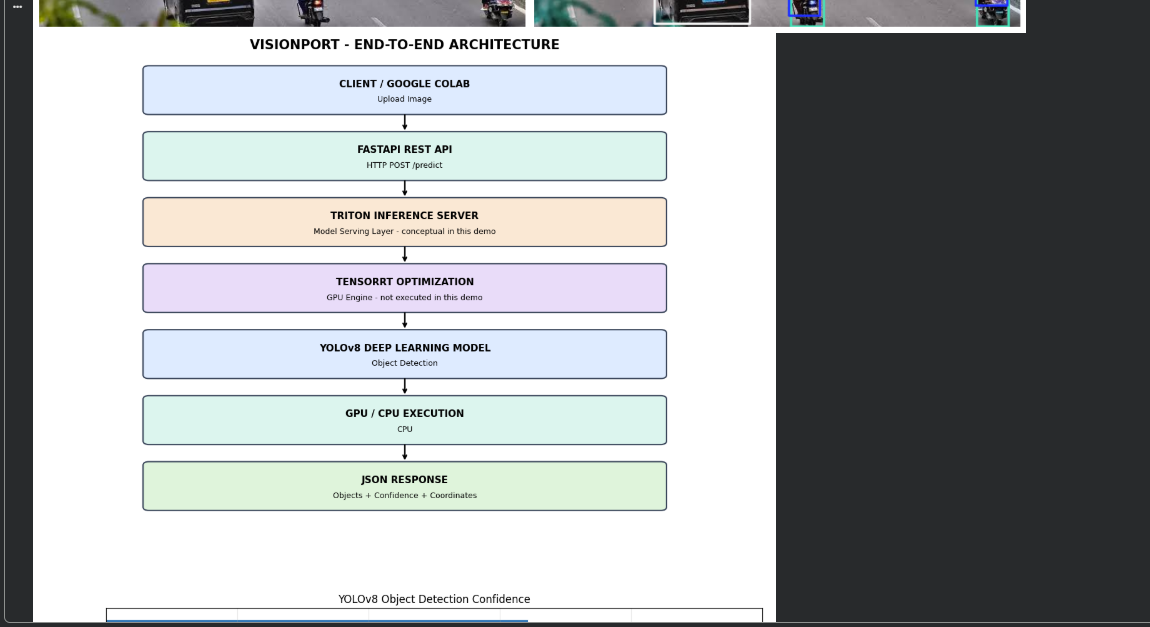 VISIONPORT - END-TO-END ARCHITECTURE
CLIENT / GOOGLE COLAB
Upload Image
FASTAPI REST API
HTTP POST /predict
TRITON INFERENCE SERVER
Model Serving Layer - conceptual in this demo
TENSORRT OPTIMIZATION
GPU Engine - not executed in this demo
YOLOv8 DEEP LEARNING MODEL
Object Detection
GPU / CPU EXECUTION
CPU
JSON RESPONSE
Objects + Confidence + Coordinates
YOLOv8 Object Detection Confidence